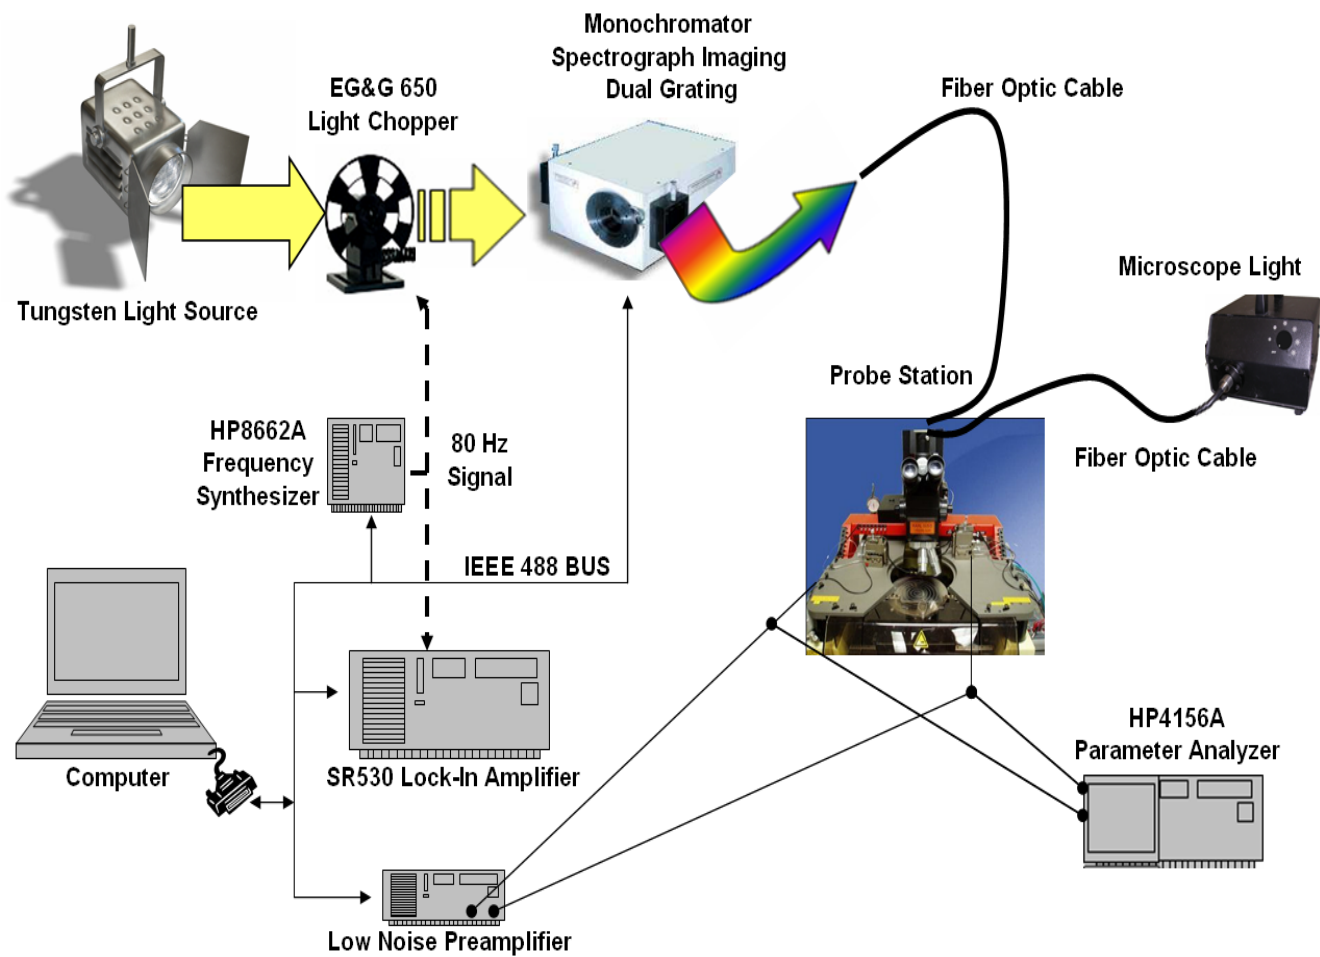 Monochromator
Spectrograph Imaging
Dual Grating
EG&G 650
Light Chopper
Fiber Optic Cable
Tungsten Light Source
Microscope Light
Probe Station
Fiber Optic Cable
HP8662A
Frequency
Synthesizer
80 Hz
Signal
IEEE 488 BUS
Computer
SR530 Lock-In Amplifier
HP4156A
Parameter Analyzer
Low Noise Preamplifier